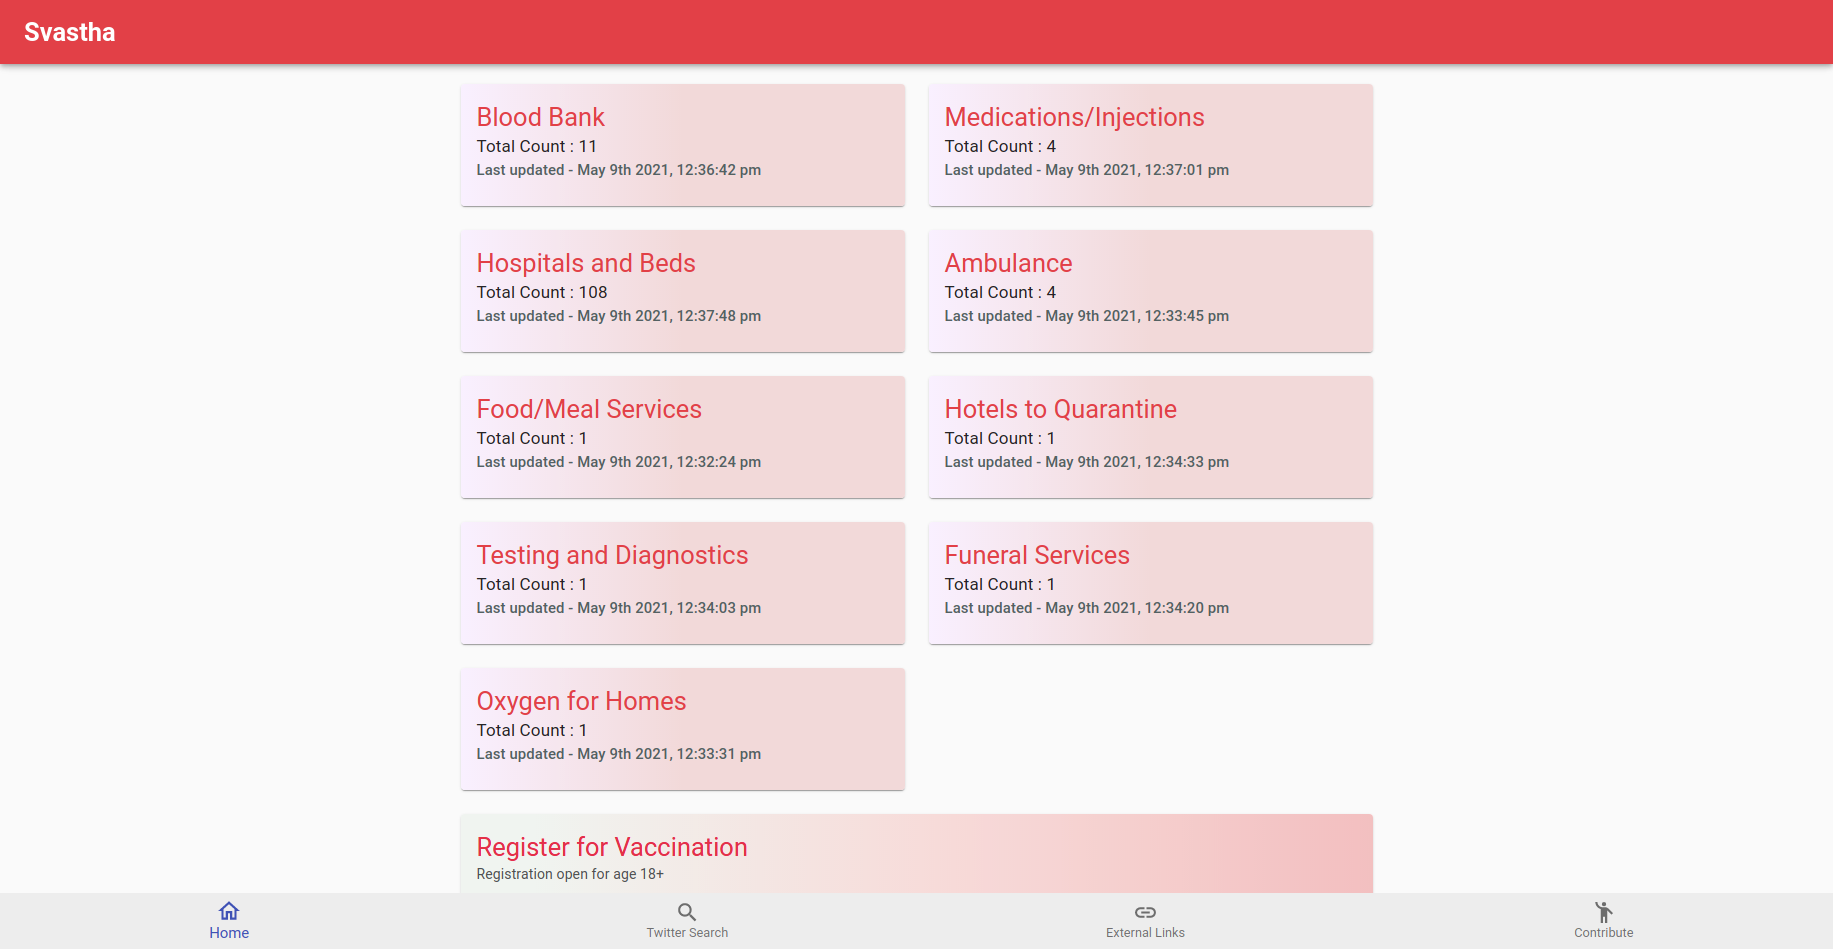 Svastha
Blood Bank
Total Count : 11
Last updated - May 9th 2021, 12:36:42 pm
Medications/Injections
Total Count : 4
Last updated - May 9th 2021, 12:37:01 pm
Hospitals and Beds
Total Count : 108
Last updated - May 9th 2021, 12:37:48 pm
Ambulance
Total Count : 4
Last updated - May 9th 2021, 12:33:45 pm
Food/Meal Services
Total Count : 1
Last updated - May 9th 2021, 12:32:24 pm
Hotels to Quarantine
Total Count : 1
Last updated - May 9th 2021, 12:34:33 pm
Testing and Diagnostics
Total Count : 1
Last updated - May 9th 2021, 12:34:03 pm
Funeral Services
Total Count : 1
Last updated - May 9th 2021, 12:34:20 pm
Oxygen for Homes
Total Count : 1
Last updated - May 9th 2021, 12:33:31 pm
Register for Vaccination
Registration open for age 18+
Home
Twitter Search
External Links
Contribute